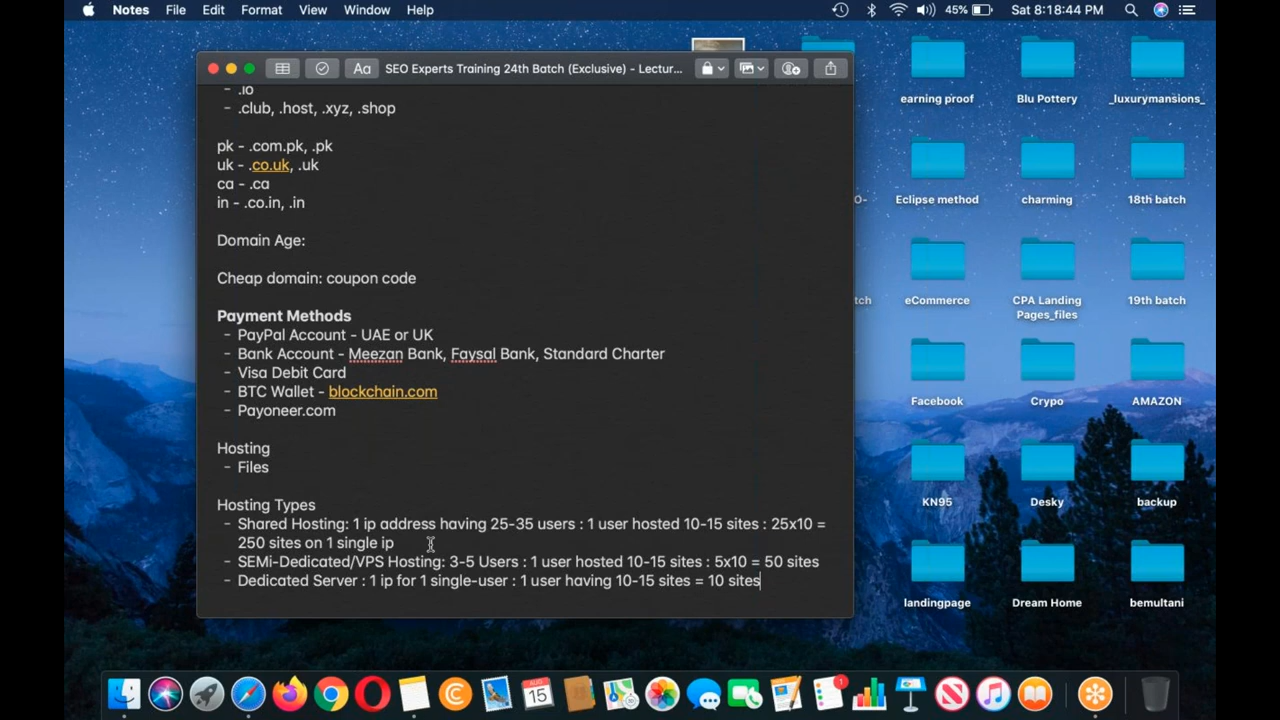 Notes File Edit Format View Window Help 45% Sat 8:18:44 PM
SEO Experts Training 24th Batch (Exclusive) - Lectur...
Aa
- .io
- .club, .host, .xyz, .shop
pk - .com.pk, .pk
uk - .co.uk, .uk
ca - .ca
in - .co.in, .in
Domain Age:
Cheap domain: coupon code
Payment Methods
- PayPal Account - UAE or UK
- Bank Account - Meezan Bank, Faysal Bank, Standard Charter
- Visa Debit Card
- BTC Wallet - blockchain.com
- Payoneer.com
Hosting
- Files
Hosting Types
- Shared Hosting: 1 ip address having 25-35 users : 1 user hosted 10-15 sites : 25x10 =
250 sites on 1 single ip
- SEMi-Dedicated/VPS Hosting: 3-5 Users : 1 user hosted 10-15 sites : 5x10 = 50 sites
- Dedicated Server : 1 ip for 1 single-user : 1 user having 10-15 sites = 10 sites
earning proof
Blu Pottery
_luxurymansions_
O-
Eclipse method
charming
18th batch
tch
eCommerce
CPA Landing
Pages_files
19th batch
Facebook
Crypo
AMAZON
KN95
Desky
backup
landingpage
Dream Home
bemultani
AUG
15
1